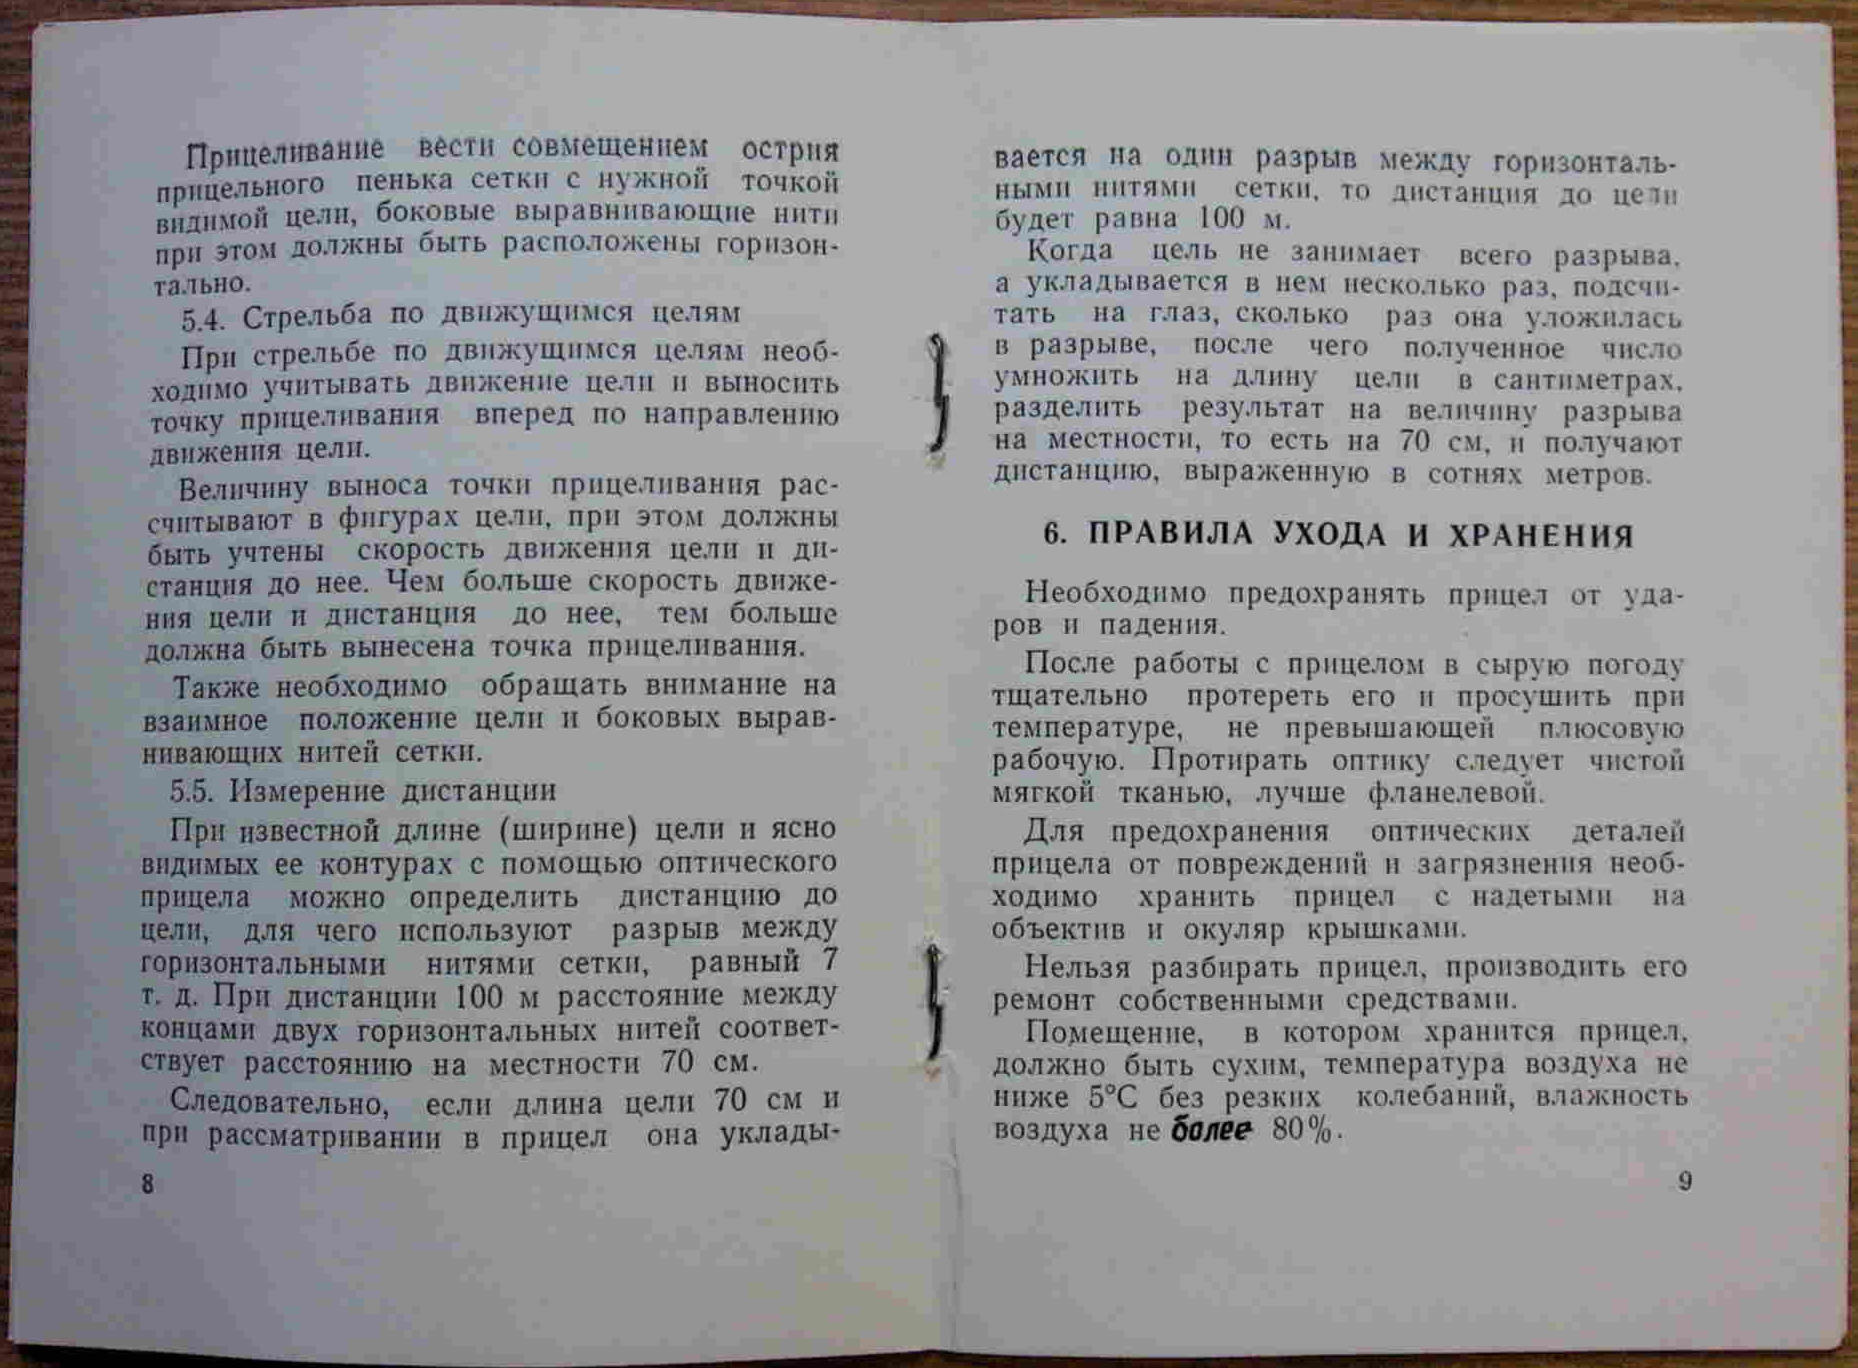 Прицеливание вести совмещением острия
прицельного пенька сетки с нужной точкой
видимой цели, боковые выравнивающие нити
при этом должны быть расположены горизон-
тально.
5.4. Стрельба по движущимся целям
При стрельбе по движущимся целям необ-
ходимо учитывать движение цели и выносить
точку прицеливания вперед по направлению
движения цели.
Величину выноса точки прицеливания рас-
считывают в фигурах цели, при этом должны
быть учтены скорость движения цели и ди-
станция до нее. Чем больше скорость движе-
ния цели и дистанция до нее, тем больше
должна быть вынесена точка прицеливания.
Также необходимо обращать внимание на
взаимное положение цели и боковых вырав-
нивающих нитей сетки.
5.5. Измерение дистанции
При известной длине (ширине) цели и ясно
видимых ее контурах с помощью оптического
прицела можно определить дистанцию до
цели, для чего используют разрыв между
горизонтальными нитями сетки, равный 7
т. д. При дистанции 100 м расстояние между
концами двух горизонтальных нитей соответ-
ствует расстоянию на местности 70 см.
Следовательно, если длина цели 70 см и
при рассматривании в прицел она уклады-
8
вается на один разрыв между горизонталь-
ными нитями сетки, то дистанция до цели
будет равна 100 м.
Когда цель не занимает всего разрыва,
а укладывается в нем несколько раз, подсчи-
тать на глаз, сколько раз она уложилась
в разрыве, после чего полученное число
умножить на длину цели в сантиметрах,
разделить результат на величину разрыва
на местности, то есть на 70 см, и получают
дистанцию, выраженную в сотнях метров.
6. ПРАВИЛА УХОДА И ХРАНЕНИЯ
Необходимо предохранять прицел от уда-
ров и падения.
После работы с прицелом в сырую погоду
тщательно протереть его и просушить при
температуре, не превышающей плюсовую
рабочую. Протирать оптику следует чистой
мягкой тканью, лучше фланелевой.
Для предохранения оптических деталей
прицела от повреждений и загрязнения необ-
ходимо хранить прицел с надетыми на
объектив и окуляр крышками.
Нельзя разбирать прицел, производить его
ремонт собственными средствами.
Помещение, в котором хранится прицел,
должно быть сухим, температура воздуха не
ниже 5°С без резких колебаний, влажность
воздуха не более 80%.
9